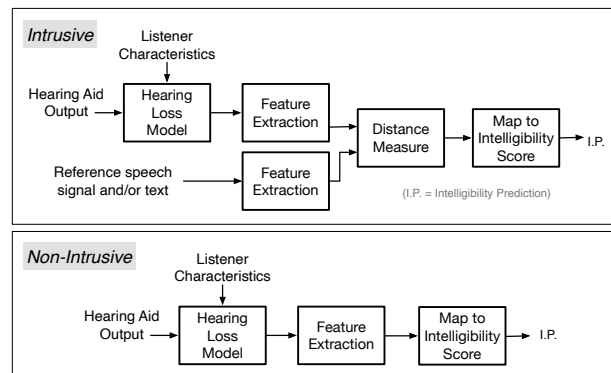 Intrusive
Listener
Characteristics
Hearing Aid
Output
Hearing
Loss
Model
Feature
Extraction
Distance
Measure
Map to
Intelligibility
Score
I.P.
Reference speech
signal and/or text
Feature
Extraction
(I.P. = Intelligibility Prediction)
Non-Intrusive
Listener
Characteristics
Hearing Aid
Output
Hearing
Loss
Model
Feature
Extraction
Map to
Intelligibility
Score
I.P.